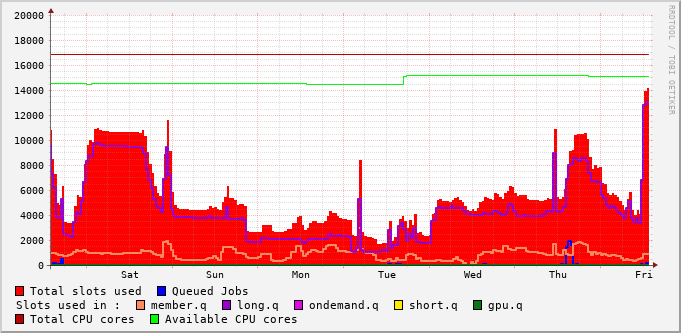 RRDTOOL / TOBI OETIKER
20000
18000
16000
14000
12000
10000
8000
6000
4000
2000
0
Sat Sun Mon Tue Wed Thu Fri
Total slots used Queued Jobs
Slots used in : member.q long.q ondemand.q short.q gpu.q
Total CPU cores Available CPU cores